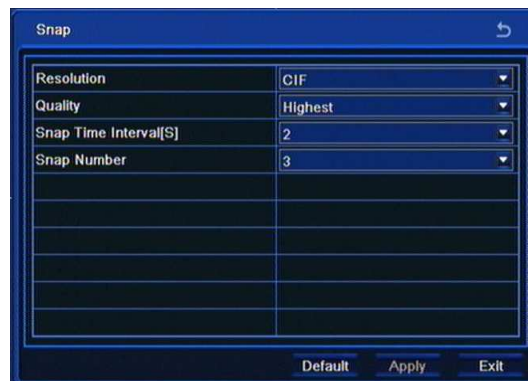 Snap
Resolution CIF
Quality Highest
Snap Time Interval[S] 2
Snap Number 3
Default Apply Exit